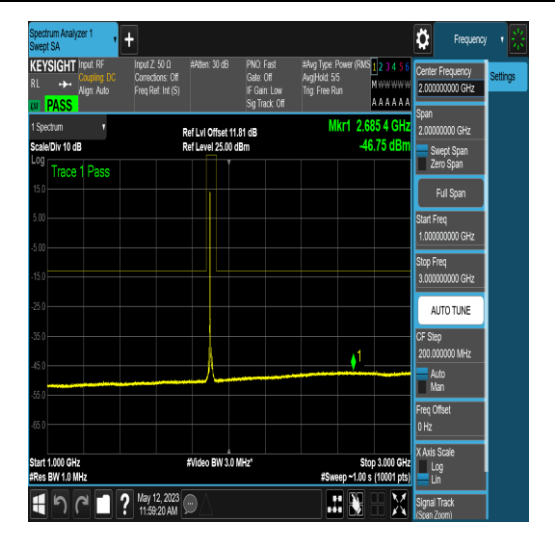 Spectrum Analyzer 1
Swept SA
+
Frequency
KEYSIGHT
RL
PASS
Input: RF
Coupling: DC
Align: Auto
Input Z: 50 Ω
Corrections: Off
Freq Ref: Int (S)
#Atten: 30 dB
PNO: Fast
Gate: Off
IF Gain: Low
Sig Track: Off
#Avg Type: Power (RMS
Avg|Hold: 5/5
Trig: Free Run
1 2 3 4 5 6
M W W W W W
A A A A A A
1 Spectrum
Scale/Div 10 dB
Ref Lvl Offset 11.81 dB
Ref Level 25.00 dBm
Mkr1 2.685 4 GHz
-46.75 dBm
Log
Trace 1 Pass
15.0
5.00
-5.00
-15.0
-25.0
-35.0
-45.0
-55.0
-65.0
1
Start 1.000 GHz
#Res BW 1.0 MHz
#Video BW 3.0 MHz*
Stop 3.000 GHz
#Sweep ~1.00 s (10001 pts)
May 12, 2023
11:59:20 AM
?
Center Frequency
2.000000000 GHz
Settings
Span
2.00000000 GHz
Swept Span
Zero Span
Full Span
Start Freq
1.000000000 GHz
Stop Freq
3.000000000 GHz
AUTO TUNE
CF Step
200.000000 MHz
Auto
Man
Freq Offset
0 Hz
X Axis Scale
Log
Lin
Signal Track
(Span Zoom)